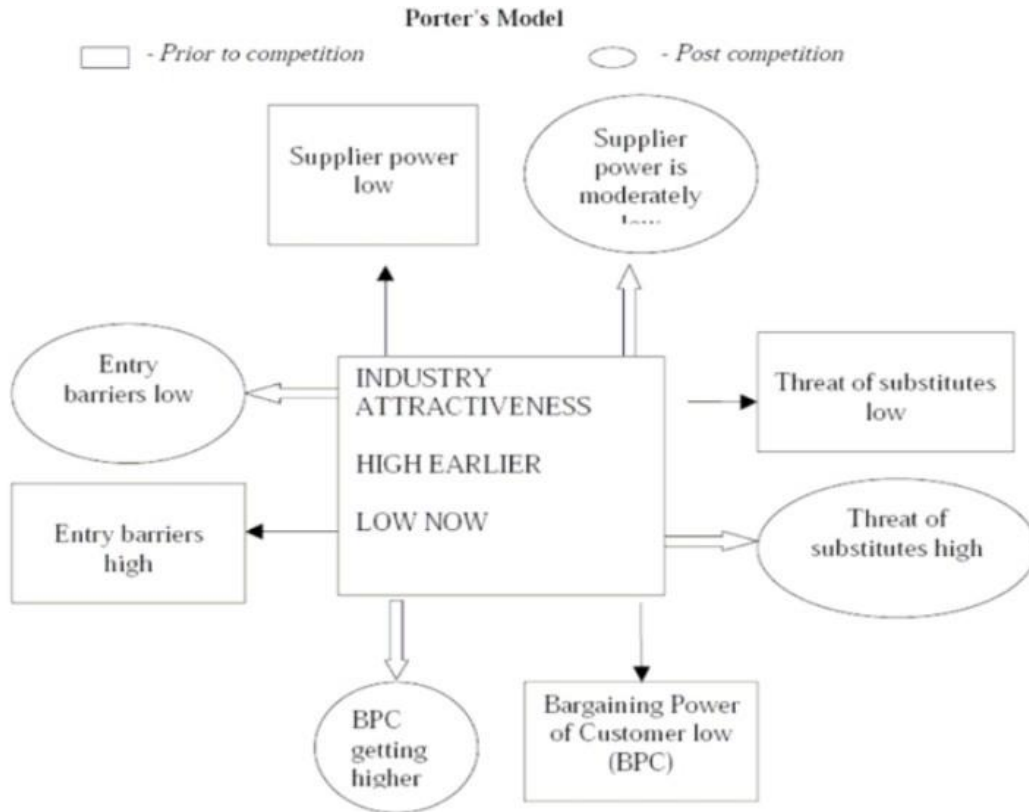 Porter's Model
- Prior to competition
- Post competition
Supplier power
low
Supplier
power is
moderately
Entry
barriers low
INDUSTRY
ATTRACTIVENESS
HIGH EARLIER
LOW NOW
Threat of substitutes
low
Entry barriers
high
Threat of
substitutes high
BPC
getting
higher
Bargaining Power
of Customer low
(BPC)